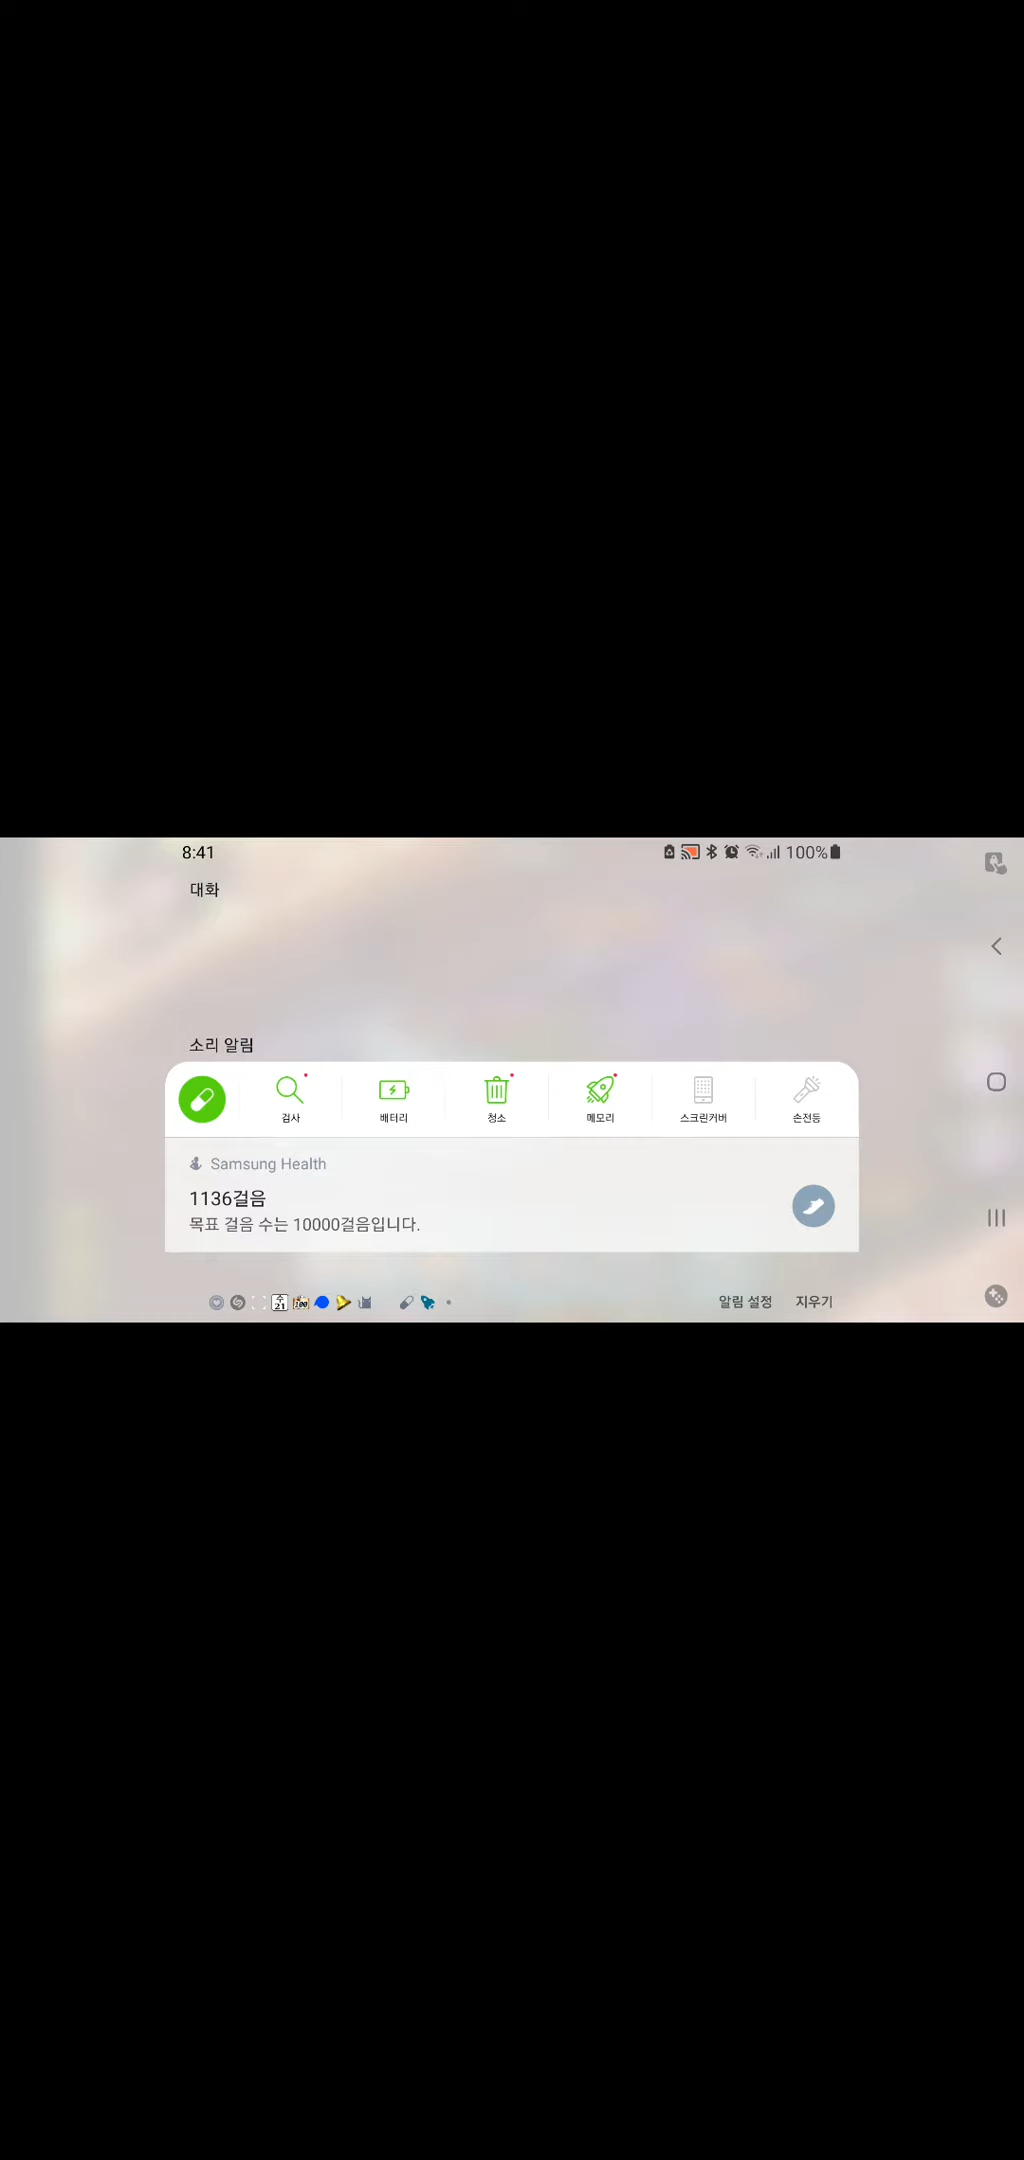 8:41
100%
대화
소리 알림
검사
배터리
청소
메모리
스크린커버
손전등
Samsung Health
1136걸음
목표 걸음 수는 10000걸음입니다.
수
21
100
알림 설정
지우기